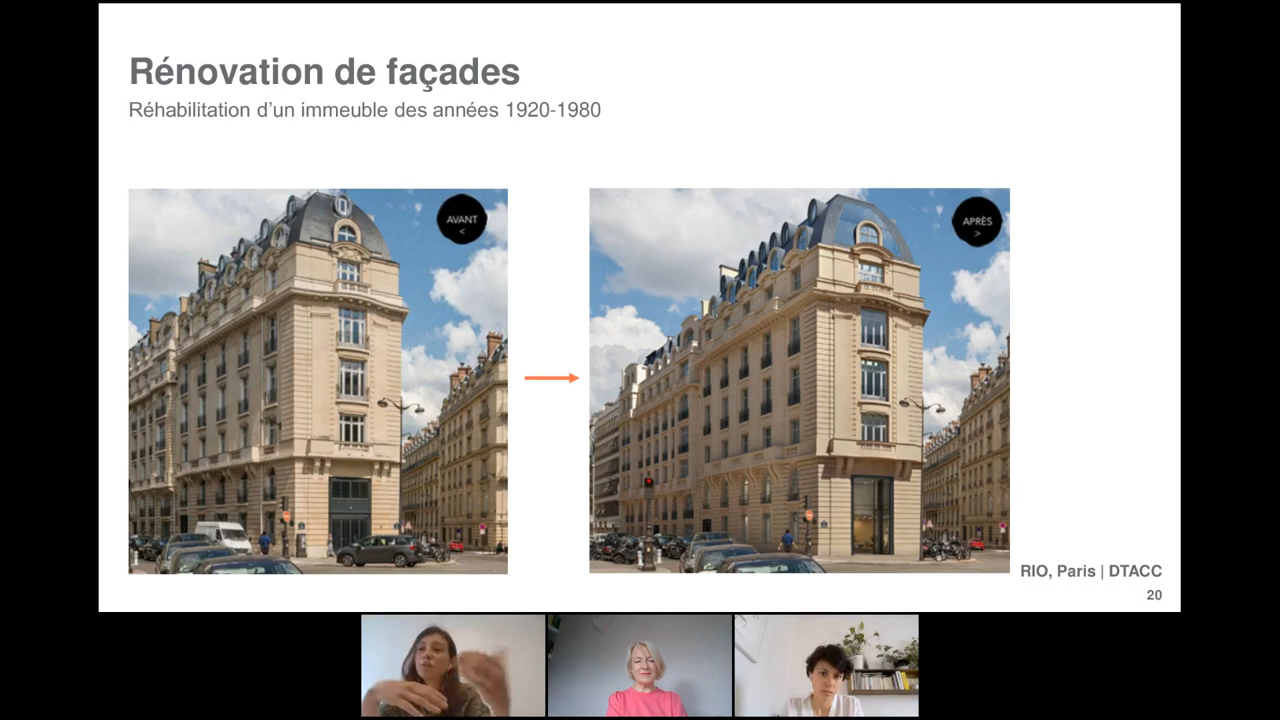 Rénovation de façades
Réhabilitation d’un immeuble des années 1920-1980
AVANT
<
APRÈS
>
RIO, Paris | DTACC
20